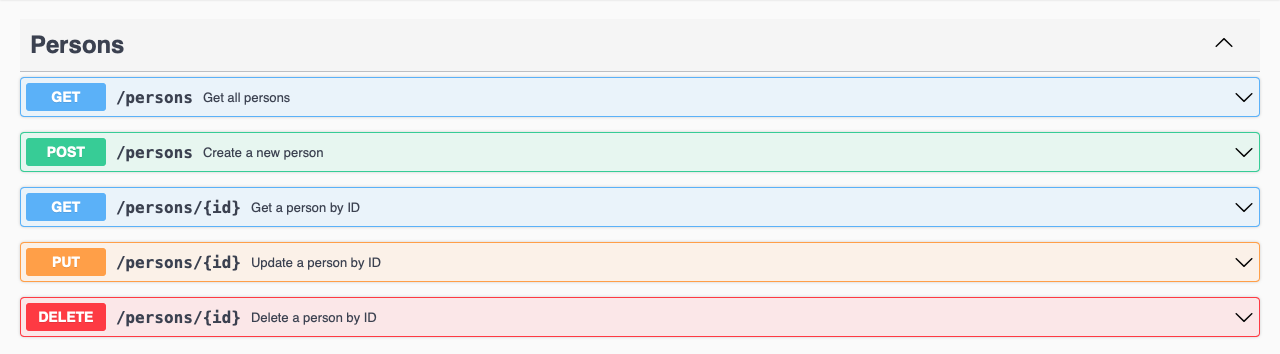 Persons
GET /persons Get all persons
POST /persons Create a new person
GET /persons/{id} Get a person by ID
PUT /persons/{id} Update a person by ID
DELETE /persons/{id} Delete a person by ID